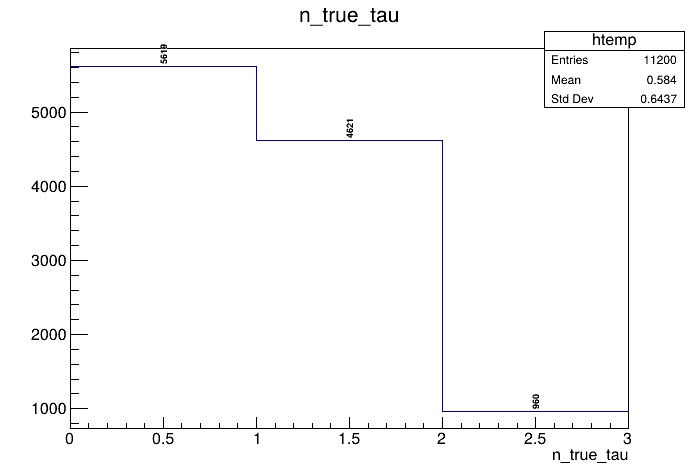 n_true_tau
htemp
Entries 11200
Mean 0.584
Std Dev 0.6437
5619
4621
960
5000
4000
3000
2000
1000
0 0.5 1 1.5 2 2.5 3
n_true_tau